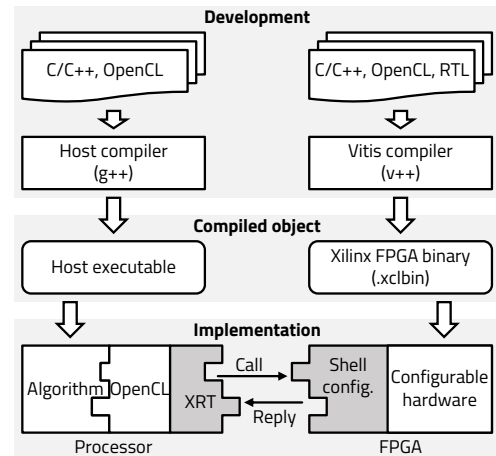 Development
C/C++, OpenCL
C/C++, OpenCL, RTL
Host compiler
(g++)
Vitis compiler
(v++)
Compiled object
Host executable
Xilinx FPGA binary
(.xclbin)
Implementation
Algorithm
OpenCL
XRT
Call
Reply
Shell
config.
Configurable
hardware
Processor
FPGA